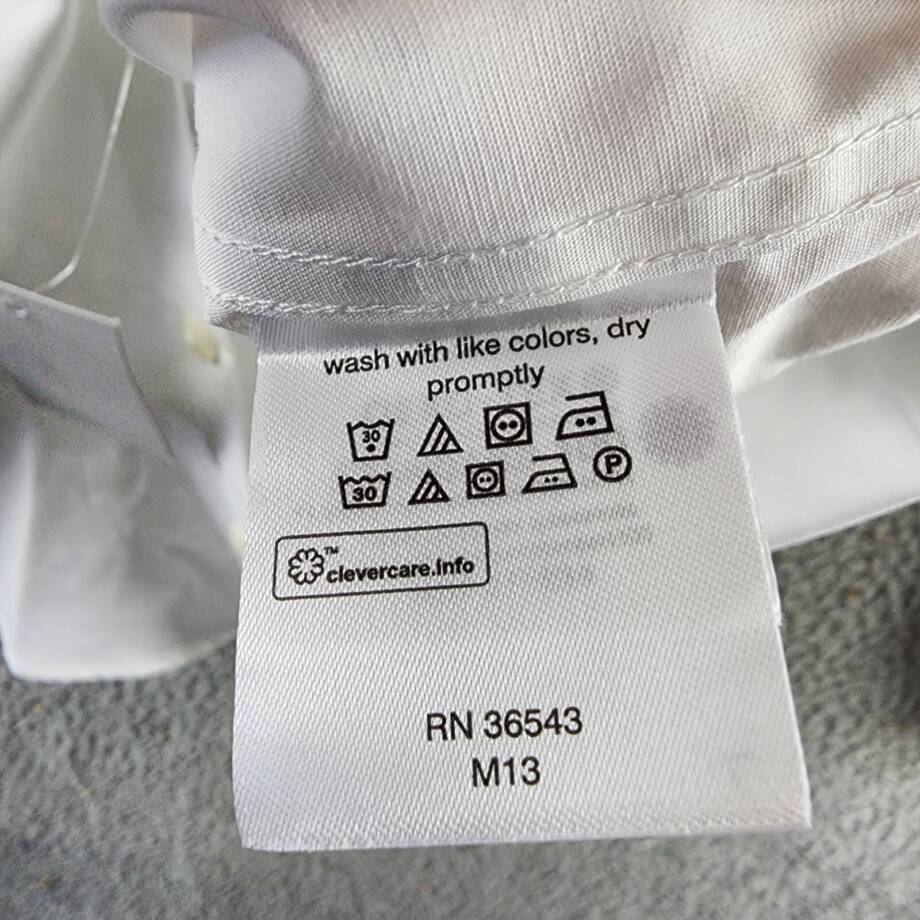 wash with like colors, dry
promptly
30
30 P
™
clevercare.info
RN 36543
M13